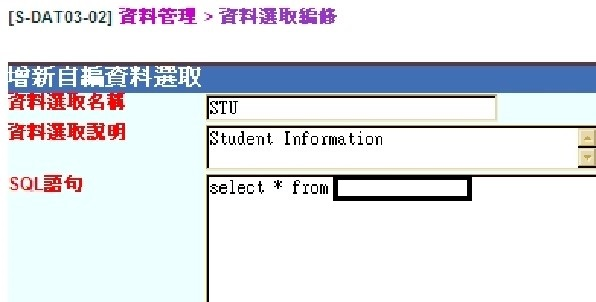 [S-DAT03-02] 資料管理 > 資料選取編修
增新自編資料選取
資料選取名稱 STU
資料選取說明 Student Information
SQL語句 select * from